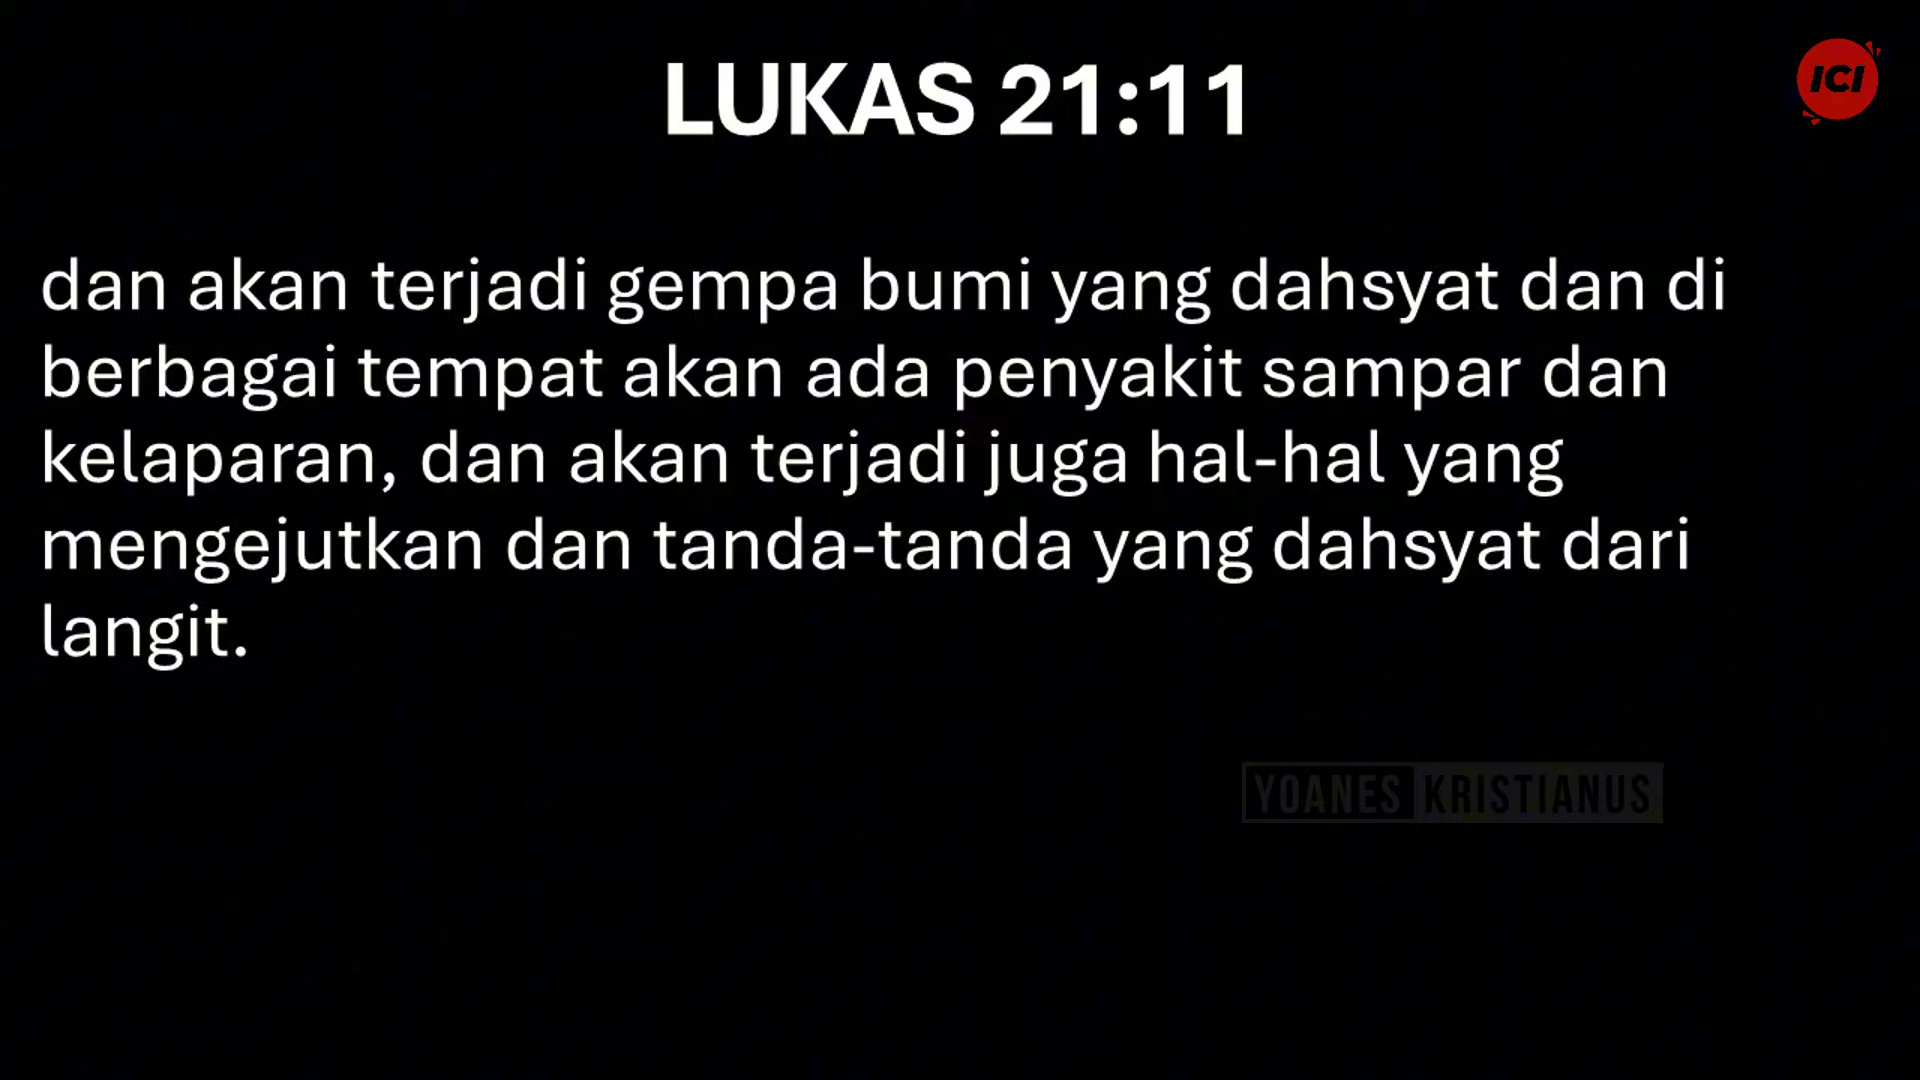 LUKAS 21:11
ICI
dan akan terjadi gempa bumi yang dahsyat dan di
berbagai tempat akan ada penyakit sampar dan
kelaparan, dan akan terjadi juga hal-hal yang
mengejutkan dan tanda-tanda yang dahsyat dari
langit.
YOANES KRISTIANUS